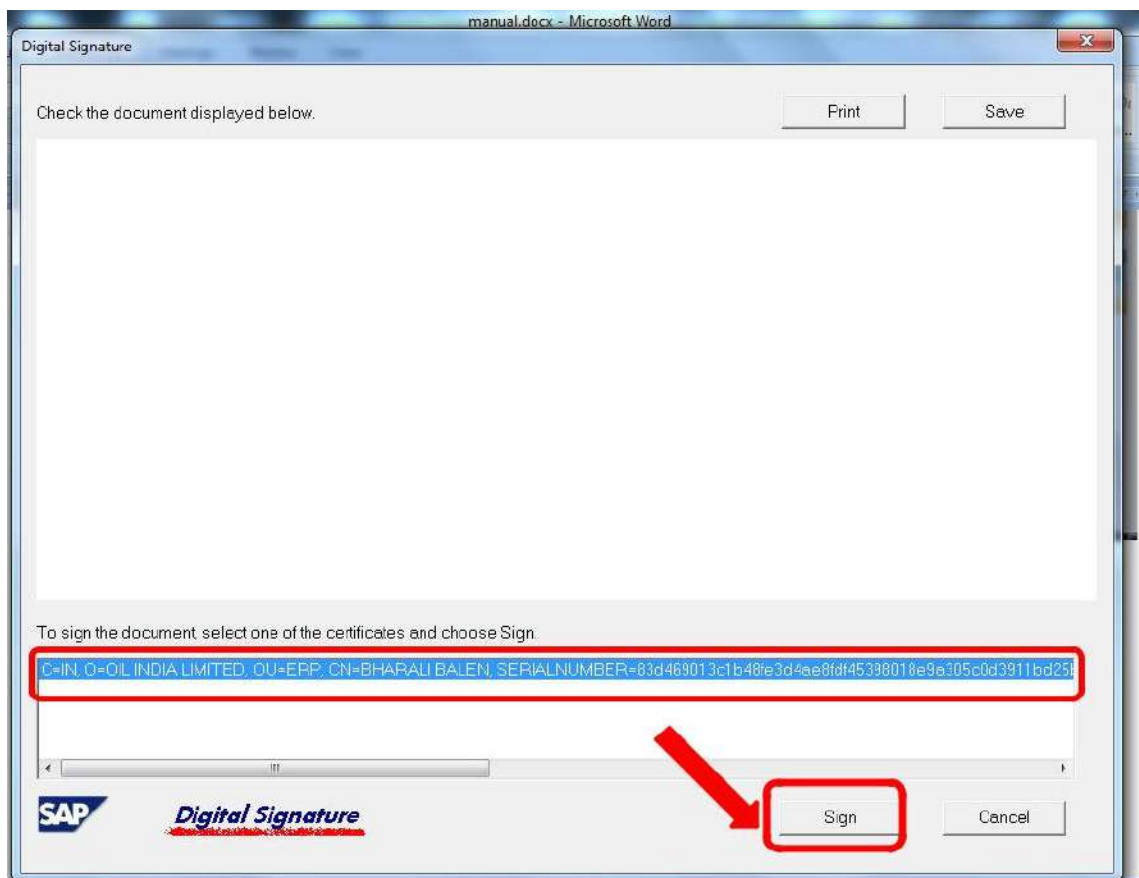 manual.docx - Microsoft Word
Digital Signature
Check the document displayed below.
Print
Save
To sign the document, select one of the certificates and choose Sign.
C=IN, O=OIL INDIA LIMITED, OU=ERP, CN=BHARALI BALEN, SERIALNUMBER=83d469013c1b48fe3d4ae8fdf45398018e9a305c0d3911bd25
SAP
Digital Signature
Sign
Cancel